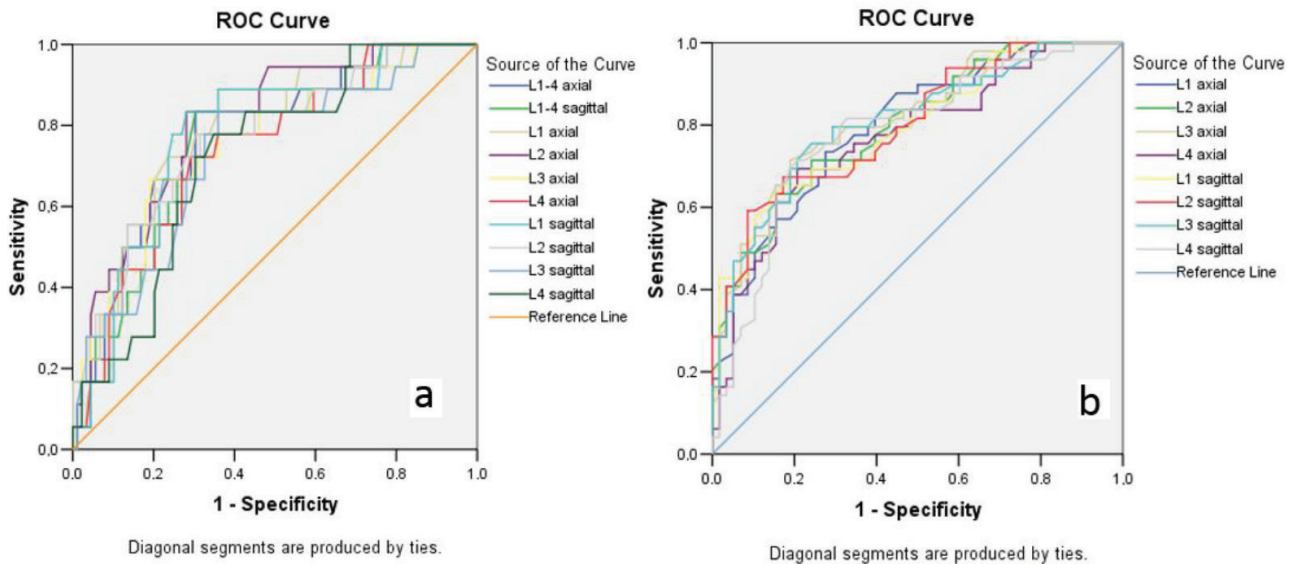 ROC Curve
1.0
0.8
0.6
0.4
0.2
0.0
Sensitivity
0.0 0.2 0.4 0.6 0.8 1.0
1 - Specificity
Source of the Curve
L1-4 axial
L1-4 sagittal
L1 axial
L2 axial
L3 axial
L4 axial
L1 sagittal
L2 sagittal
L3 sagittal
L4 sagittal
Reference Line
a
Diagonal segments are produced by ties.
ROC Curve
1.0
0.8
0.6
0.4
0.2
0.0
Sensitivity
0.0 0.2 0.4 0.6 0.8 1.0
1 - Specificity
Source of the Curve
L1 axial
L2 axial
L3 axial
L4 axial
L1 sagittal
L2 sagittal
L3 sagittal
L4 sagittal
Reference Line
b
Diagonal segments are produced by ties.